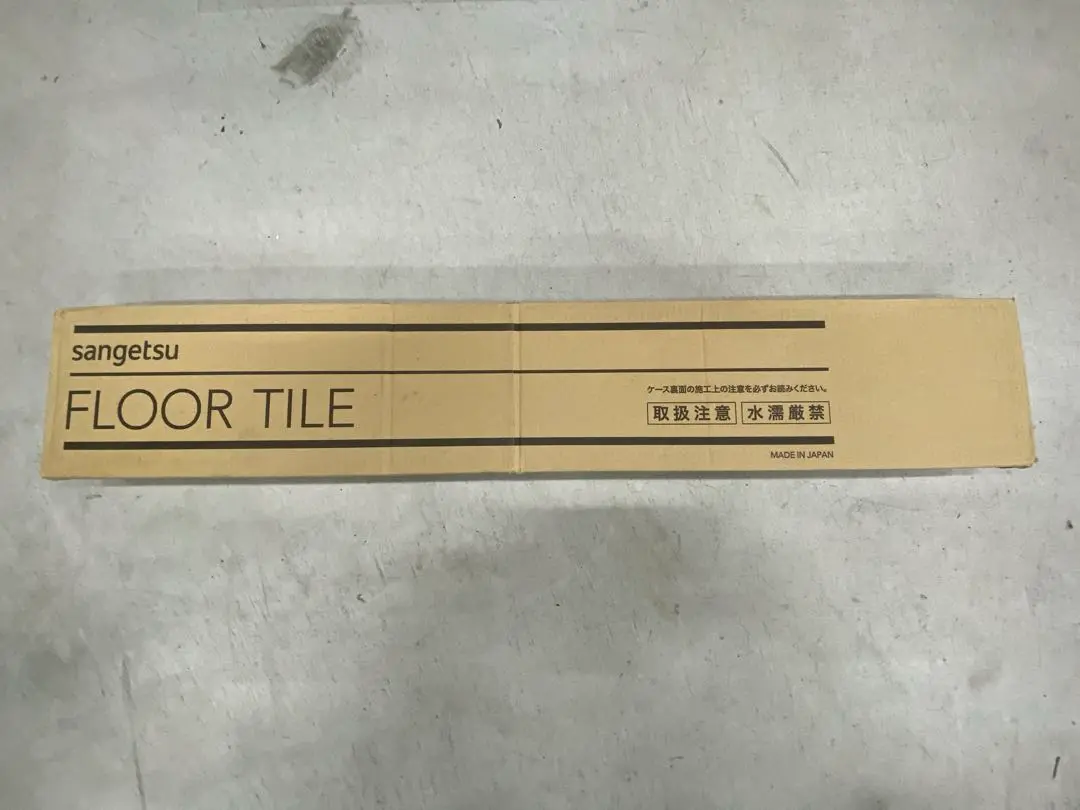 sangetsu
FLOOR TILE
ケース裏面の施工上の注意を必ずお読みください。
取扱注意 水濡厳禁
MADE IN JAPAN